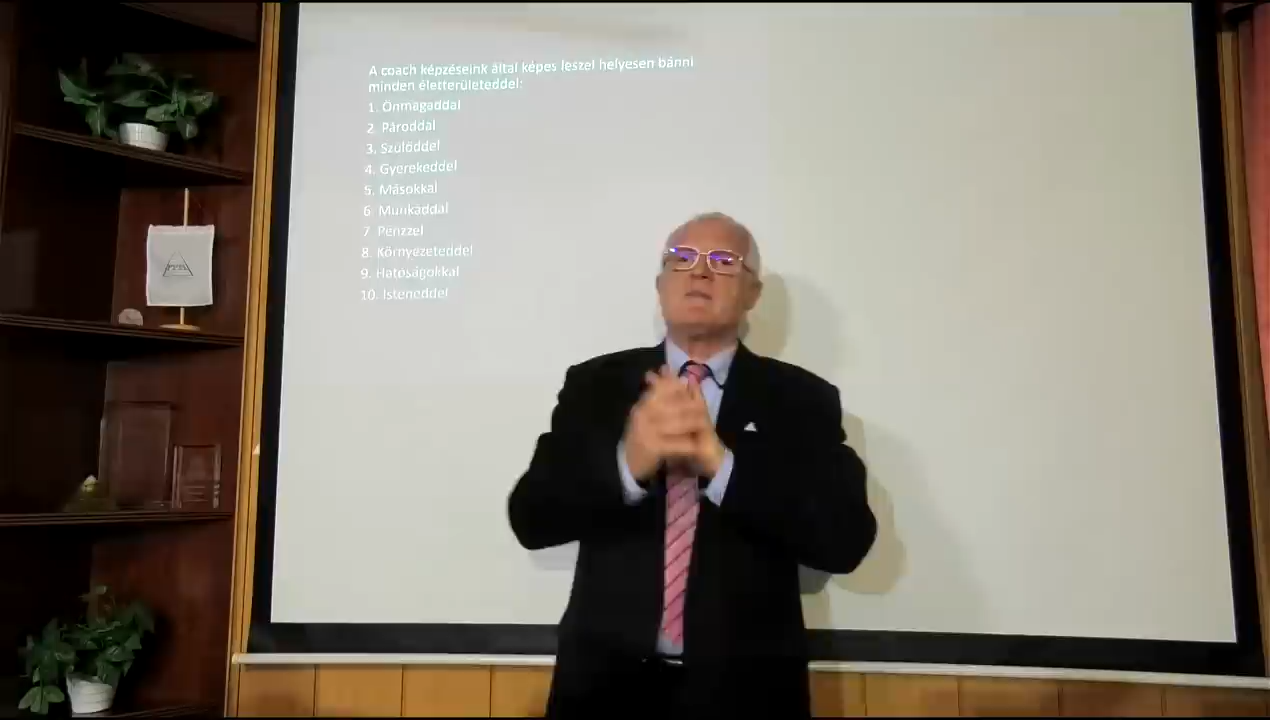 A coach képzéseink által képes leszel helyesen bánni
minden életterületeddel:
1. Önmagaddal
2. Pároddal
3. Szülőddel
4. Gyerekeddel
5. Másokkal
6. Munkáddal
7. Pénzzel
8. Környezeteddel
9. Hatóságokkal
10. Isteneddel